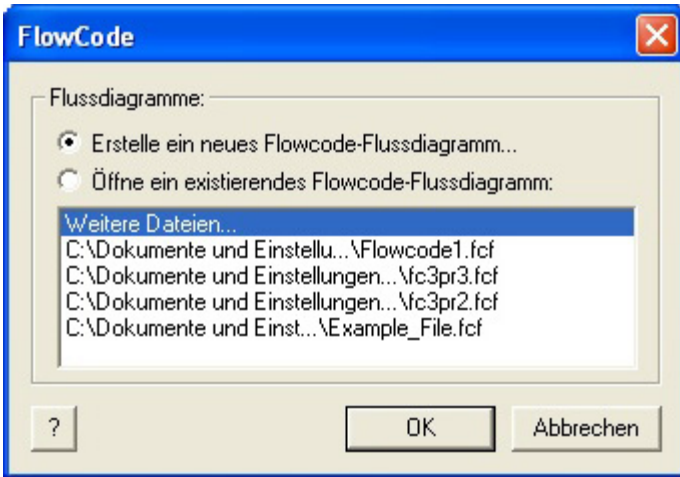 FlowCode
Flussdiagramme:
Erstelle ein neues Flowcode-Flussdiagramm...
Öffne ein existierendes Flowcode-Flussdiagramm:
Weitere Dateien...
C:\Dokumente und Einstellu...\Flowcode1.fcf
C:\Dokumente und Einstellungen...\fc3pr3.fcf
C:\Dokumente und Einstellungen...\fc3pr2.fcf
C:\Dokumente und Einst...\Example_File.fcf
? OK Abbrechen